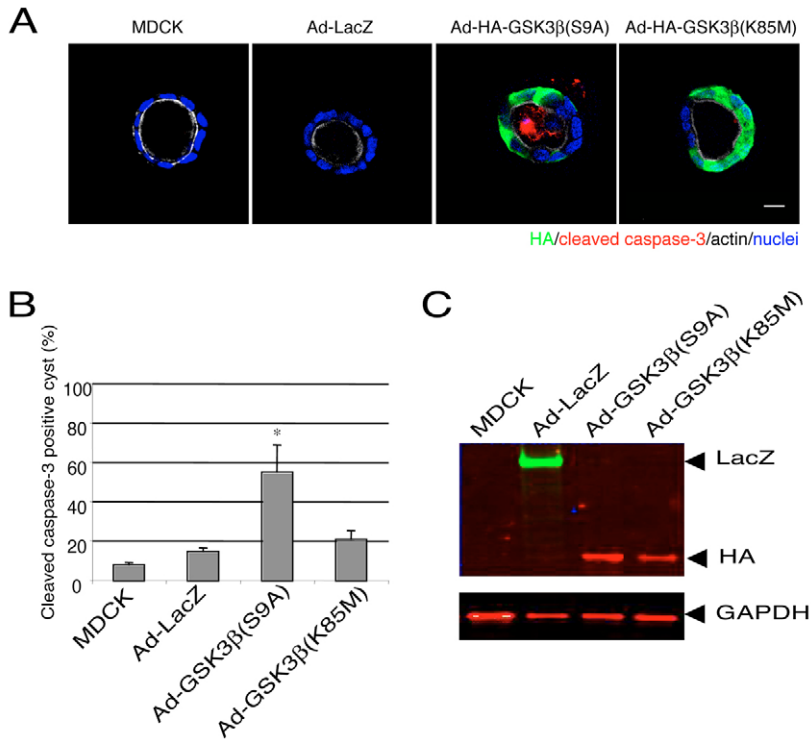 A
MDCK
Ad-LacZ
Ad-HA-GSK3β(S9A)
Ad-HA-GSK3β(K85M)
HA/cleaved caspase-3/actin/nuclei
B
Cleaved caspase-3 positive cyst (%)
100
80
60
40
20
0
*
MDCK
Ad-LacZ
Ad-GSK3β(S9A)
Ad-GSK3β(K85M)
C
MDCK
Ad-LacZ
Ad-GSK3β(S9A)
Ad-GSK3β(K85M)
LacZ
HA
GAPDH